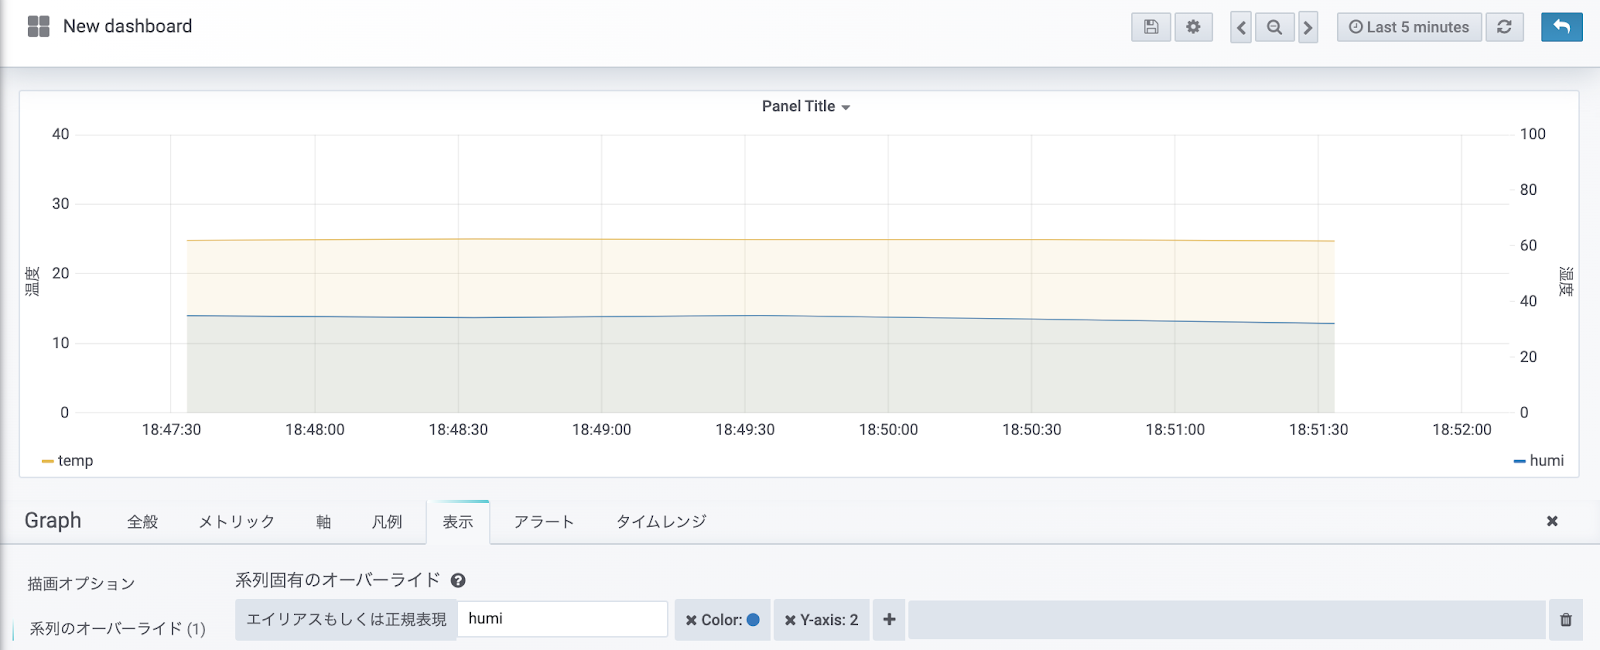 New dashboard
Last 5 minutes
Panel Title
40
30
20
10
0
温度
100
80
60
40
20
0
湿度
18:47:30 18:48:00 18:48:30 18:49:00 18:49:30 18:50:00 18:50:30 18:51:00 18:51:30 18:52:00
temp humi
Graph 全般 メトリック 軸 凡例 表示 アラート タイムレンジ
描画オプション
系列のオーバーライド (1)
系列固有のオーバーライド
エイリアスもしくは正規表現 humi Color: Y-axis: 2